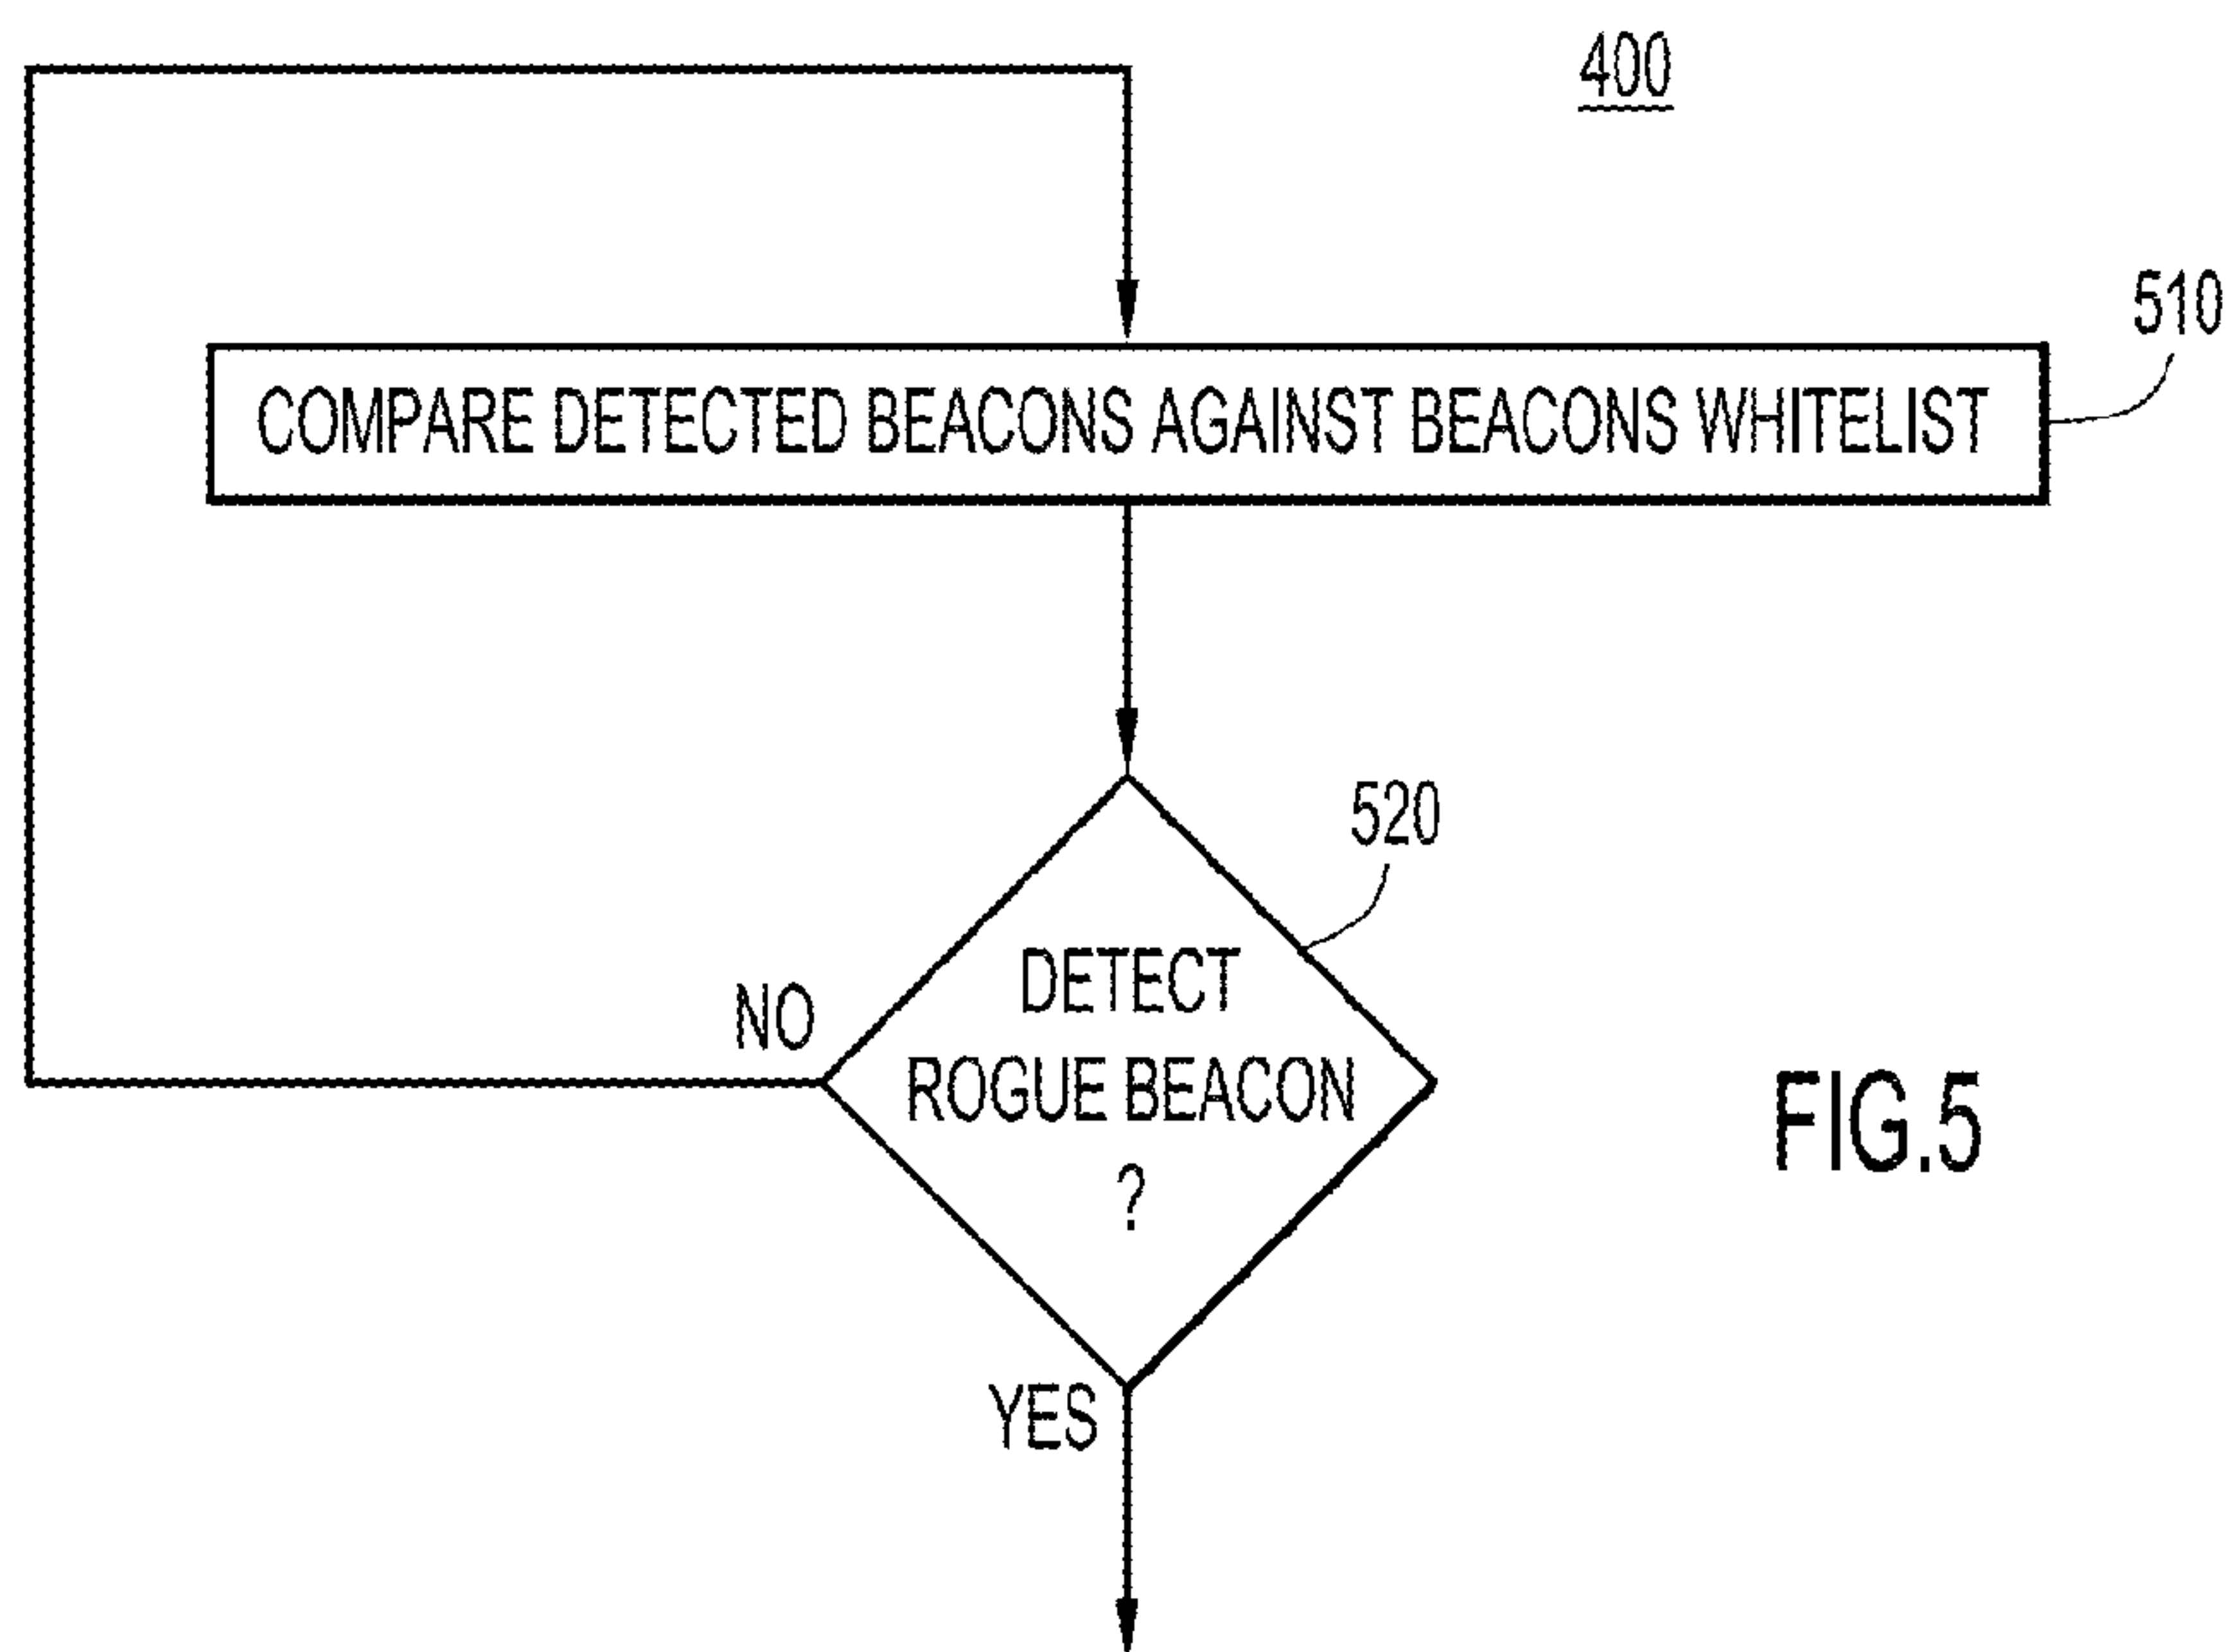 400
510
COMPARE DETECTED BEACONS AGAINST BEACONS WHITELIST
520
DETECT
ROGUE BEACON
?
NO
YES
FIG.5